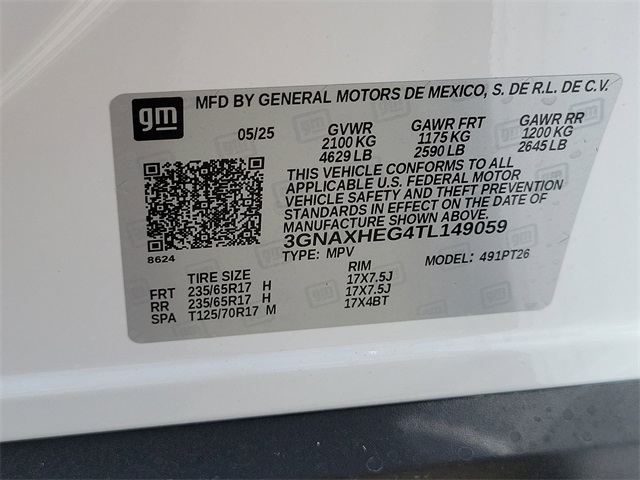 gm MFD BY GENERAL MOTORS DE MEXICO, S. DE R.L. DE C.V.
05/25 GVWR GAWR FRT GAWR RR
2100 KG 1175 KG 1200 KG
4629 LB 2590 LB 2645 LB
THIS VEHICLE CONFORMS TO ALL
APPLICABLE U.S. FEDERAL MOTOR
VEHICLE SAFETY AND THEFT PREVENTION
STANDARDS IN EFFECT ON THE DATE OF
MANUFACTURE SHOWN ABOVE.
3GNAXHEG4TL149059
8624 TYPE: MPV MODEL: 491PT26
TIRE SIZE RIM
FRT 235/65R17 H 17X7.5J
RR 235/65R17 H 17X7.5J
SPA T125/70R17 M 17X4BT